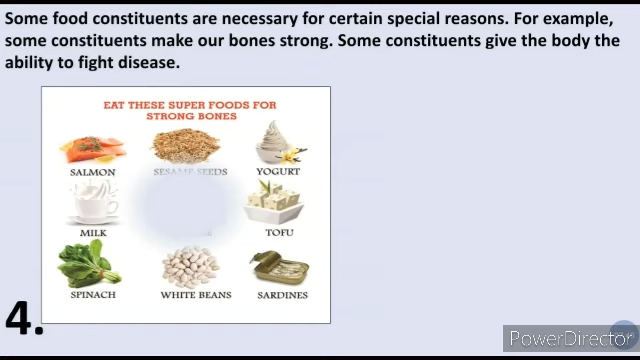 Some food constituents are necessary for certain special reasons. For example,
some constituents make our bones strong. Some constituents give the body the
ability to fight disease.
EAT THESE SUPER FOODS FOR
STRONG BONES
SALMON
SESAME SEEDS
YOGURT
MILK
TOFU
SPINACH
WHITE BEANS
SARDINES
4.
PowerDirector